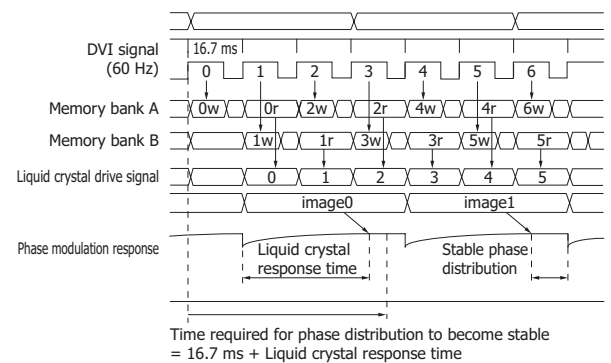 DVI signal
(60 Hz)
16.7 ms
0 1 2 3 4 5 6
Memory bank A
0w 0r 2w 2r 4w 4r 6w
Memory bank B
1w 1r 3w 3r 5w 5r
Liquid crystal drive signal
0 1 2 3 4 5
image0 image1
Phase modulation response
Liquid crystal
response time
Stable phase
distribution
Time required for phase distribution to become stable
= 16.7 ms + Liquid crystal response time